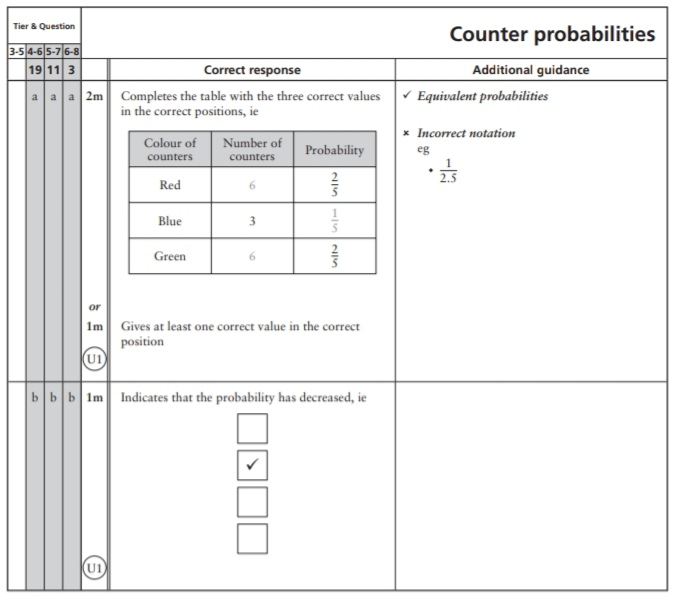 Tier & Question
Counter probabilities
3-5 4-6 5-7 6-8
19 11 3
Correct response
Additional guidance
a a a 2m Completes the table with the three correct values
in the correct positions, ie
✓ Equivalent probabilities
× Incorrect notation
eg
• 1/2.5
Colour of
counters
Number of
counters
Probability
Red 6 2/5
Blue 3 1/5
Green 6 2/5
or
1m Gives at least one correct value in the correct
position
U1
b b b 1m Indicates that the probability has decreased, ie
✓
U1